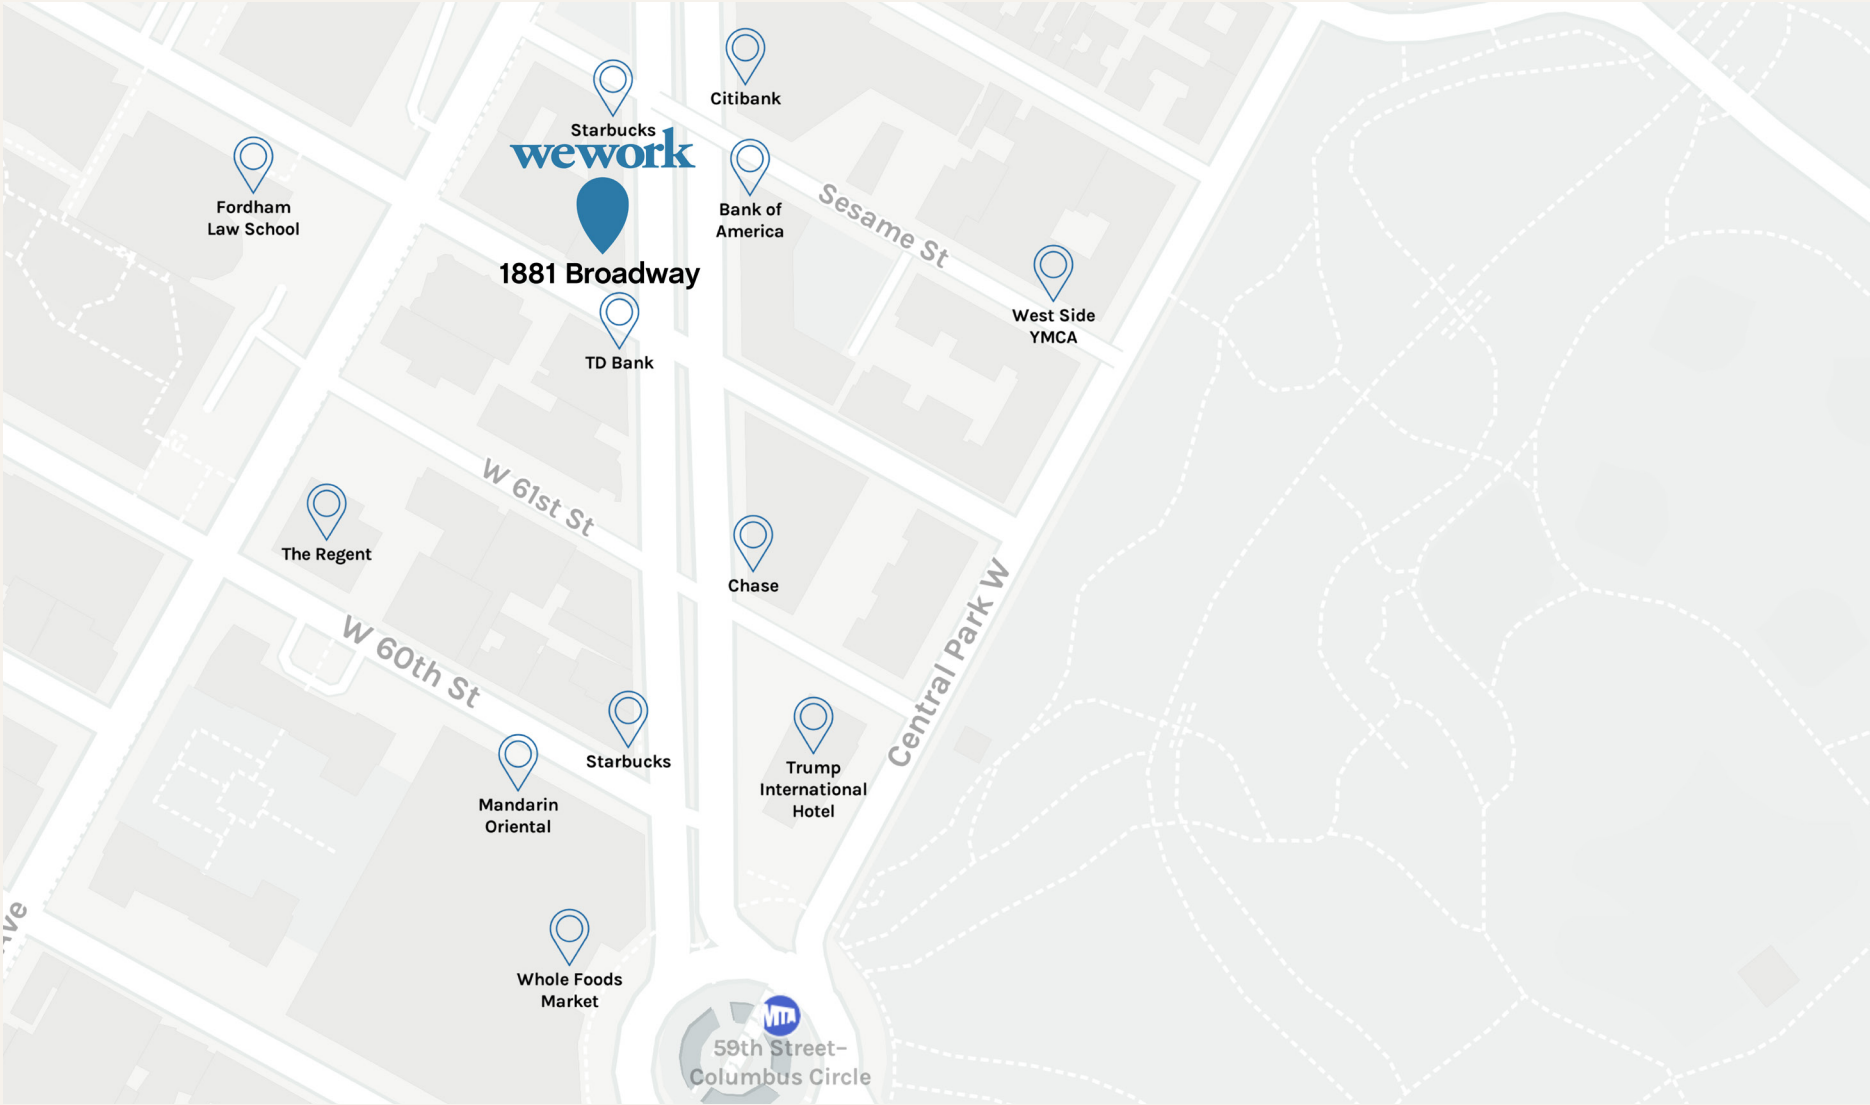 Citibank
Starbucks
wework
Fordham
Law School
Bank of
America
Sesame St
1881 Broadway
West Side
YMCA
TD Bank
W 61st St
The Regent
Chase
Central Park W
W 60th St
Starbucks
Trump
International
Hotel
Mandarin
Oriental
Whole Foods
Market
MTA
59th Street–
Columbus Circle